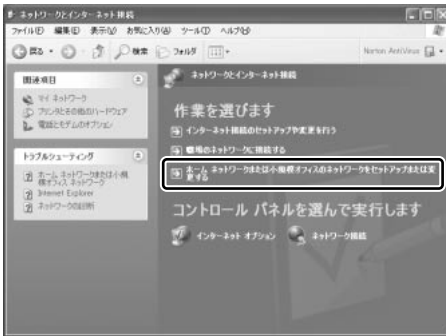 ネットワークとインターネット接続
ファイル(F) 編集(E) 表示(V) お気に入り(A) ツール(T) ヘルプ(H)
戻る 検索 フォルダ Norton AntiVirus
関連項目
マイ ネットワーク
プリンタとその他のハードウェア
電話とモデムのオプション
トラブルシューティング
ホーム ネットワークまたは小規
模オフィス ネットワーク
Internet Explorer
ネットワークの診断
ネットワークとインターネット接続
作業を選びます
インターネット接続のセットアップや変更を行う
職場のネットワークに接続する
ホーム ネットワークまたは小規模オフィスのネットワークをセットアップまたは変
更する
コントロール パネルを選んで実行します
インターネット オプション ネットワーク接続